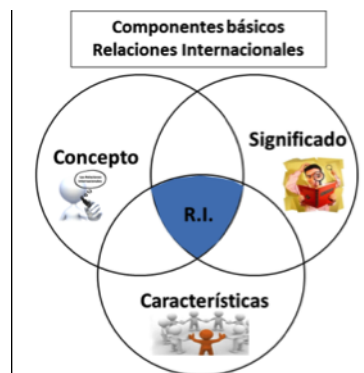 Componentes básicos
Relaciones Internacionales
Concepto
Significado
R.I.
Características